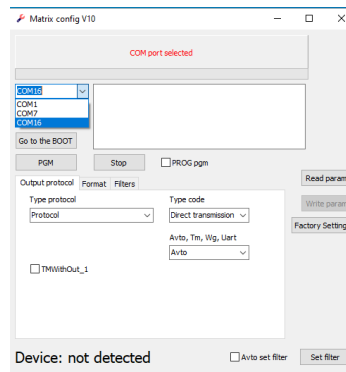 Matrix config V10
COM port selected
COM16
COM1
COM7
COM16
Go to the BOOT
PGM Stop PROG pgm
Read param
Output protocol Format Filters
Write param
Type protocol Type code
Protocol Direct transmission
Factory Setting
Avto, Tm, Wg, Uart
Avto
TMWithOut_1
Device: not detected Avto set filter Set filter